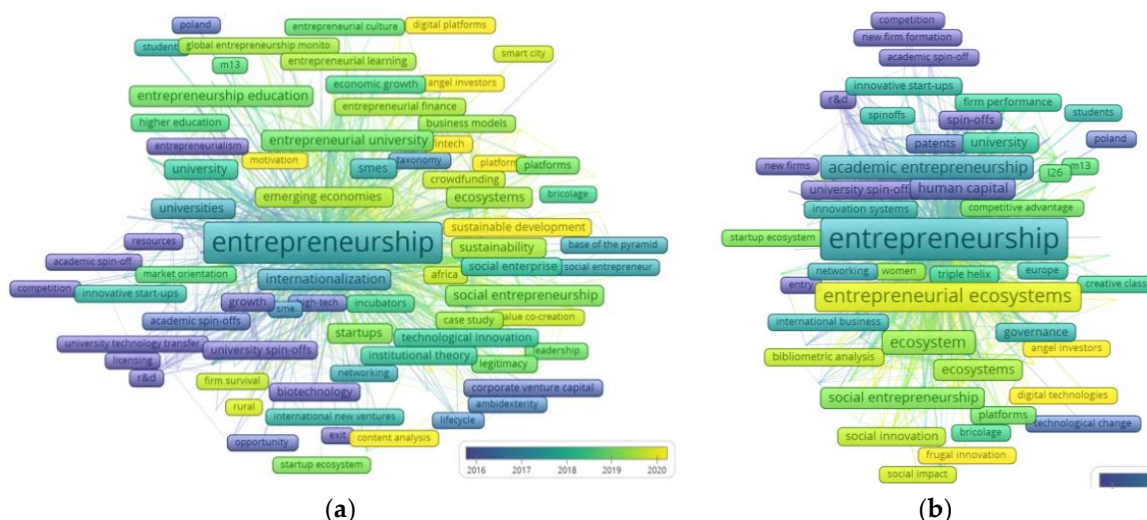 poland
entrepreneurial culture
digital platforms
students
global entrepreneurship monito
smart city
m13
entrepreneurial learning
economic growth
angel investors
entrepreneurship education
entrepreneurial finance
higher education
business models
entrepreneurial university
fintech
entrepreneurialism
motivation
taxonomy
platform
platforms
university
smes
crowdfunding
emerging economies
ecosystems
bricolage
universities
sustainable development
entrepreneurship
resources
sustainability
base of the pyramid
academic spin-off
social enterprise
social entrepreneur
market orientation
internationalization
africa
competition
innovative start-ups
growth
high-tech
incubators
social entrepreneurship
sme
academic spin-offs
case study
value co-creation
startups
technological innovation
university technology transfer
university spin-offs
institutional theory
leadership
licensing
legitimacy
r&d
firm survival
networking
biotechnology
corporate venture capital
rural
ambidexterity
international new ventures
lifecycle
opportunity
exit
content analysis
startup ecosystem
2016 2017 2018 2019 2020
(a)
competition
new firm formation
academic spin-off
innovative start-ups
r&d
firm performance
spinoffs
spin-offs
students
patents
university
poland
new firms
academic entrepreneurship
m13
l26
university spin-off
human capital
innovation systems
competitive advantage
startup ecosystem
entrepreneurship
networking
women
triple helix
europe
entry
creative class
entrepreneurial ecosystems
international business
governance
ecosystem
angel investors
bibliometric analysis
ecosystems
social entrepreneurship
digital technologies
platforms
technological change
social innovation
bricolage
frugal innovation
social impact
(b)